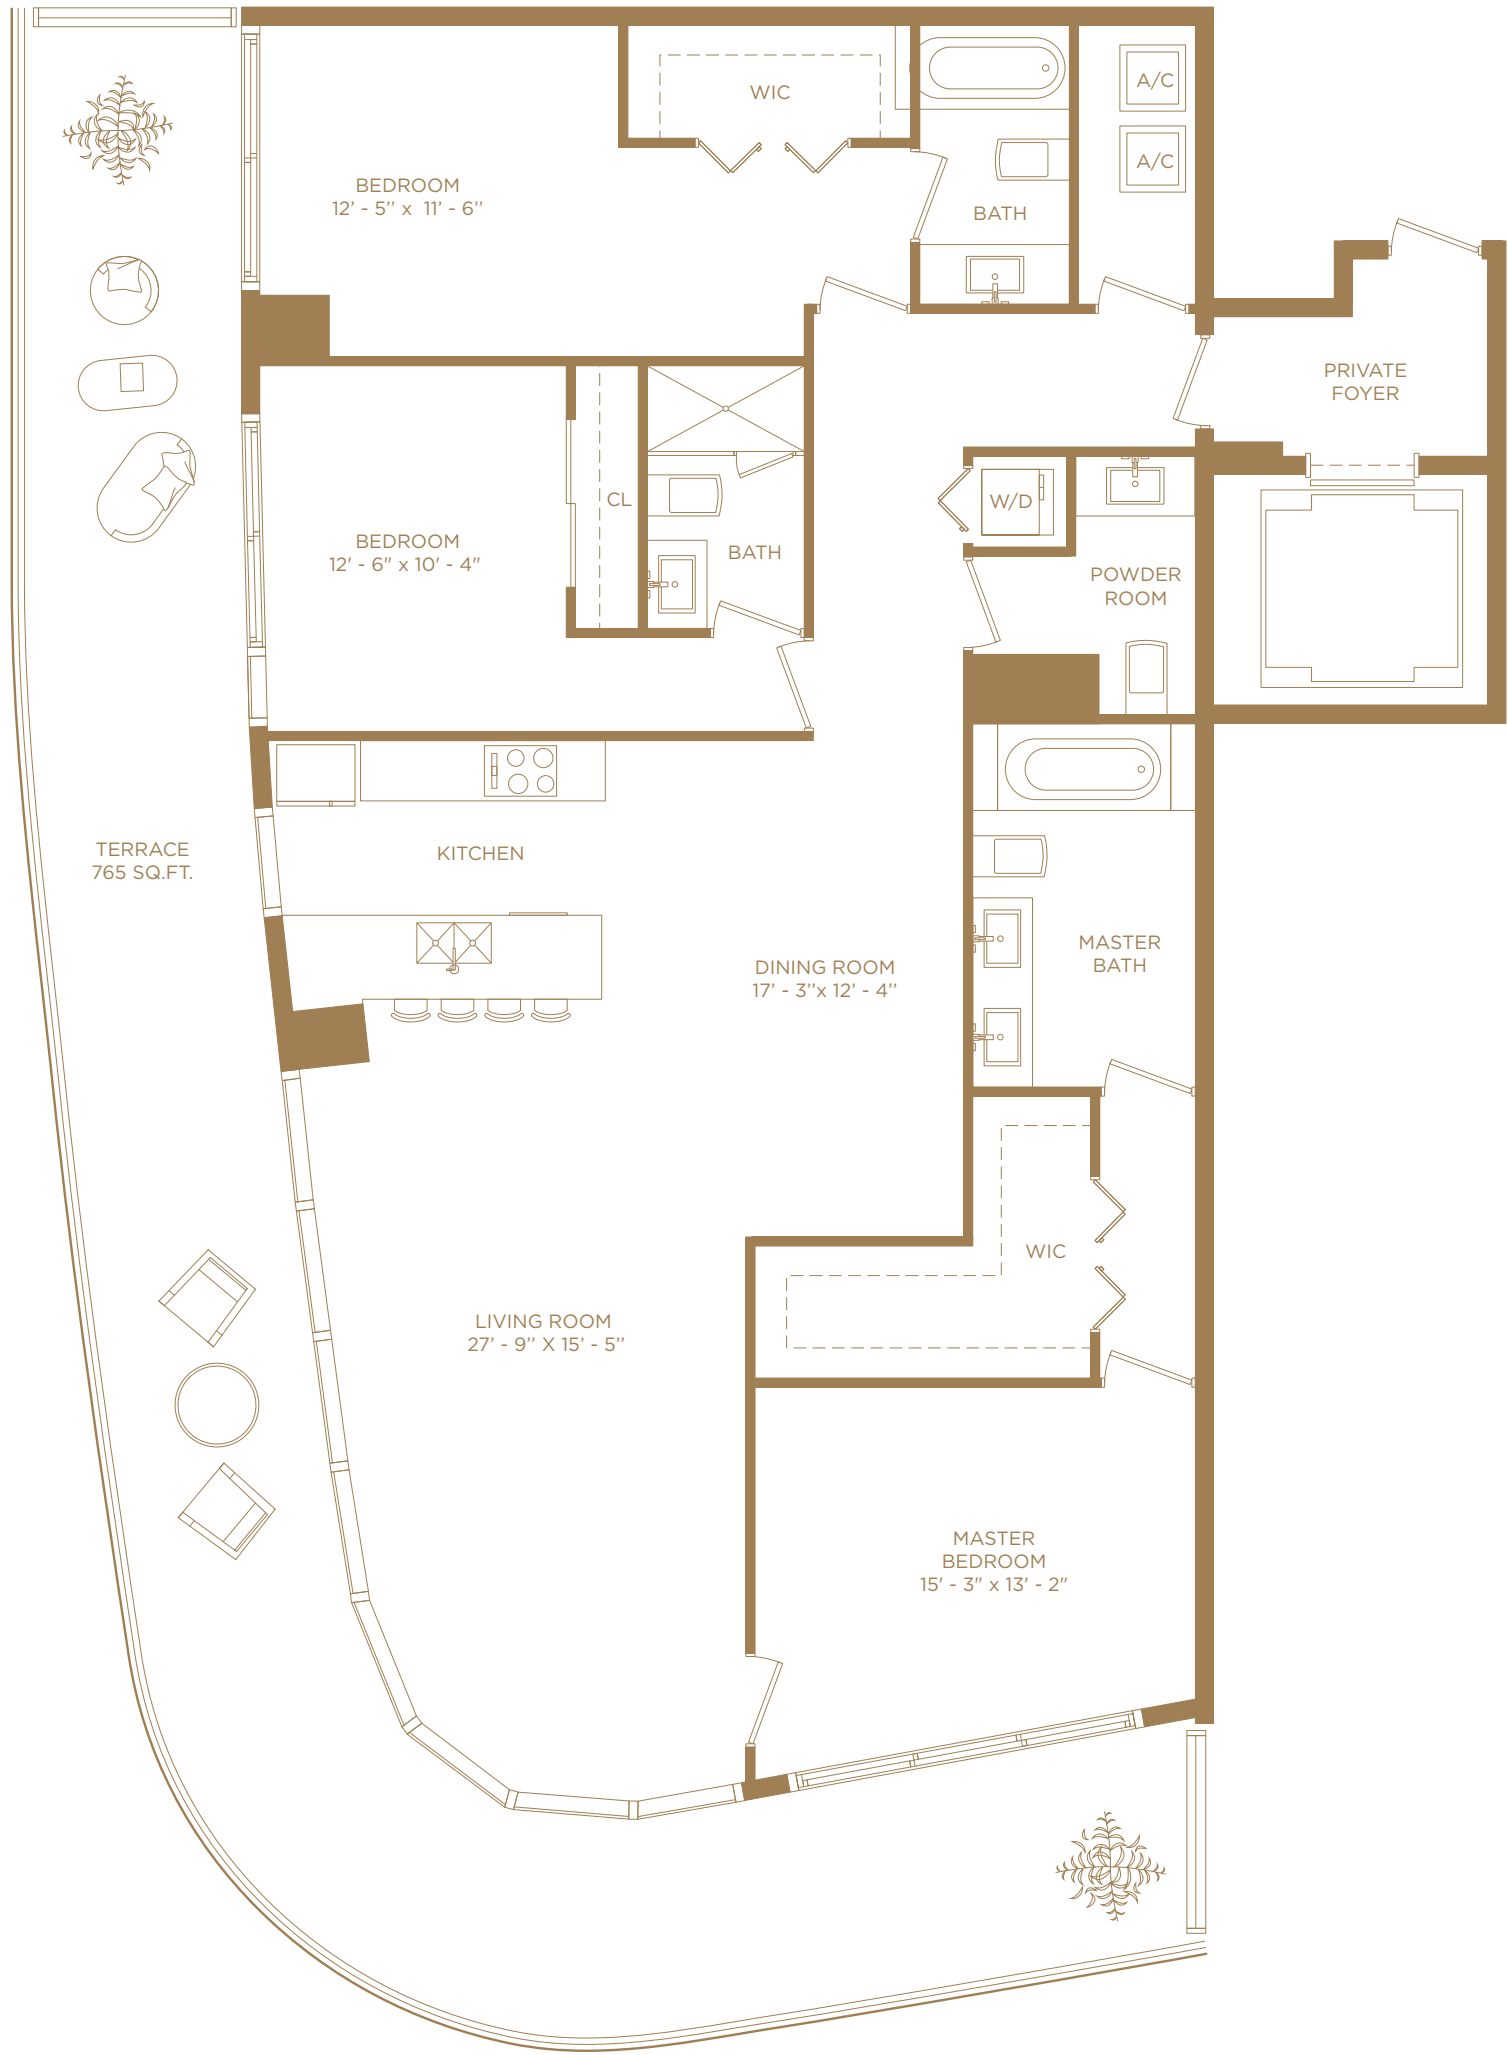 WIC
A/C
A/C
BEDROOM
12’ - 5’’ x  11’ - 6’’
BATH
PRIVATE
FOYER
CL
W/D
BEDROOM
12' - 6" x 10' - 4"
BATH
POWDER
ROOM
TERRACE
765 SQ.FT.
KITCHEN
MASTER
BATH
DINING ROOM
17’ - 3’’x 12’ - 4’’
WIC
LIVING ROOM
27’ - 9’’ X 15’ - 5’’
MASTER
BEDROOM
15' - 3" x 13' - 2"